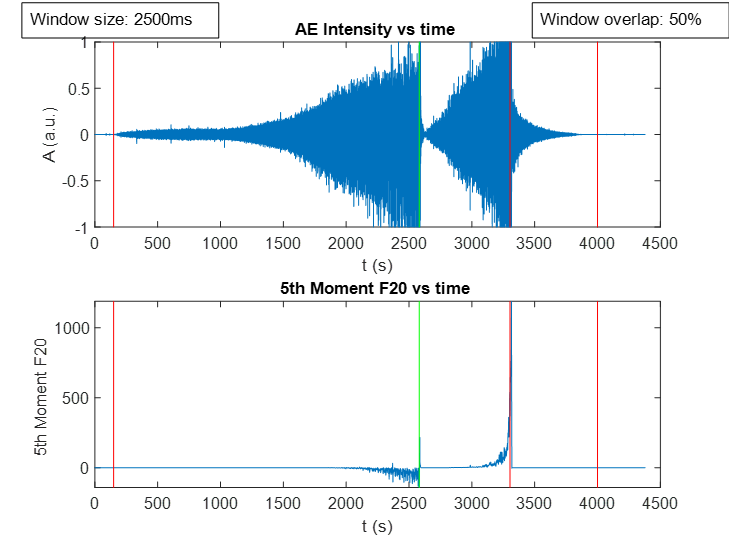 Window size: 2500ms
Window overlap: 50%
AE Intensity vs time
1
0.5
0
-0.5
-1
A (a.u.)
0 500 1000 1500 2000 2500 3000 3500 4000 4500
t (s)
5th Moment F20 vs time
1000
500
0
5th Moment F20
0 500 1000 1500 2000 2500 3000 3500 4000 4500
t (s)